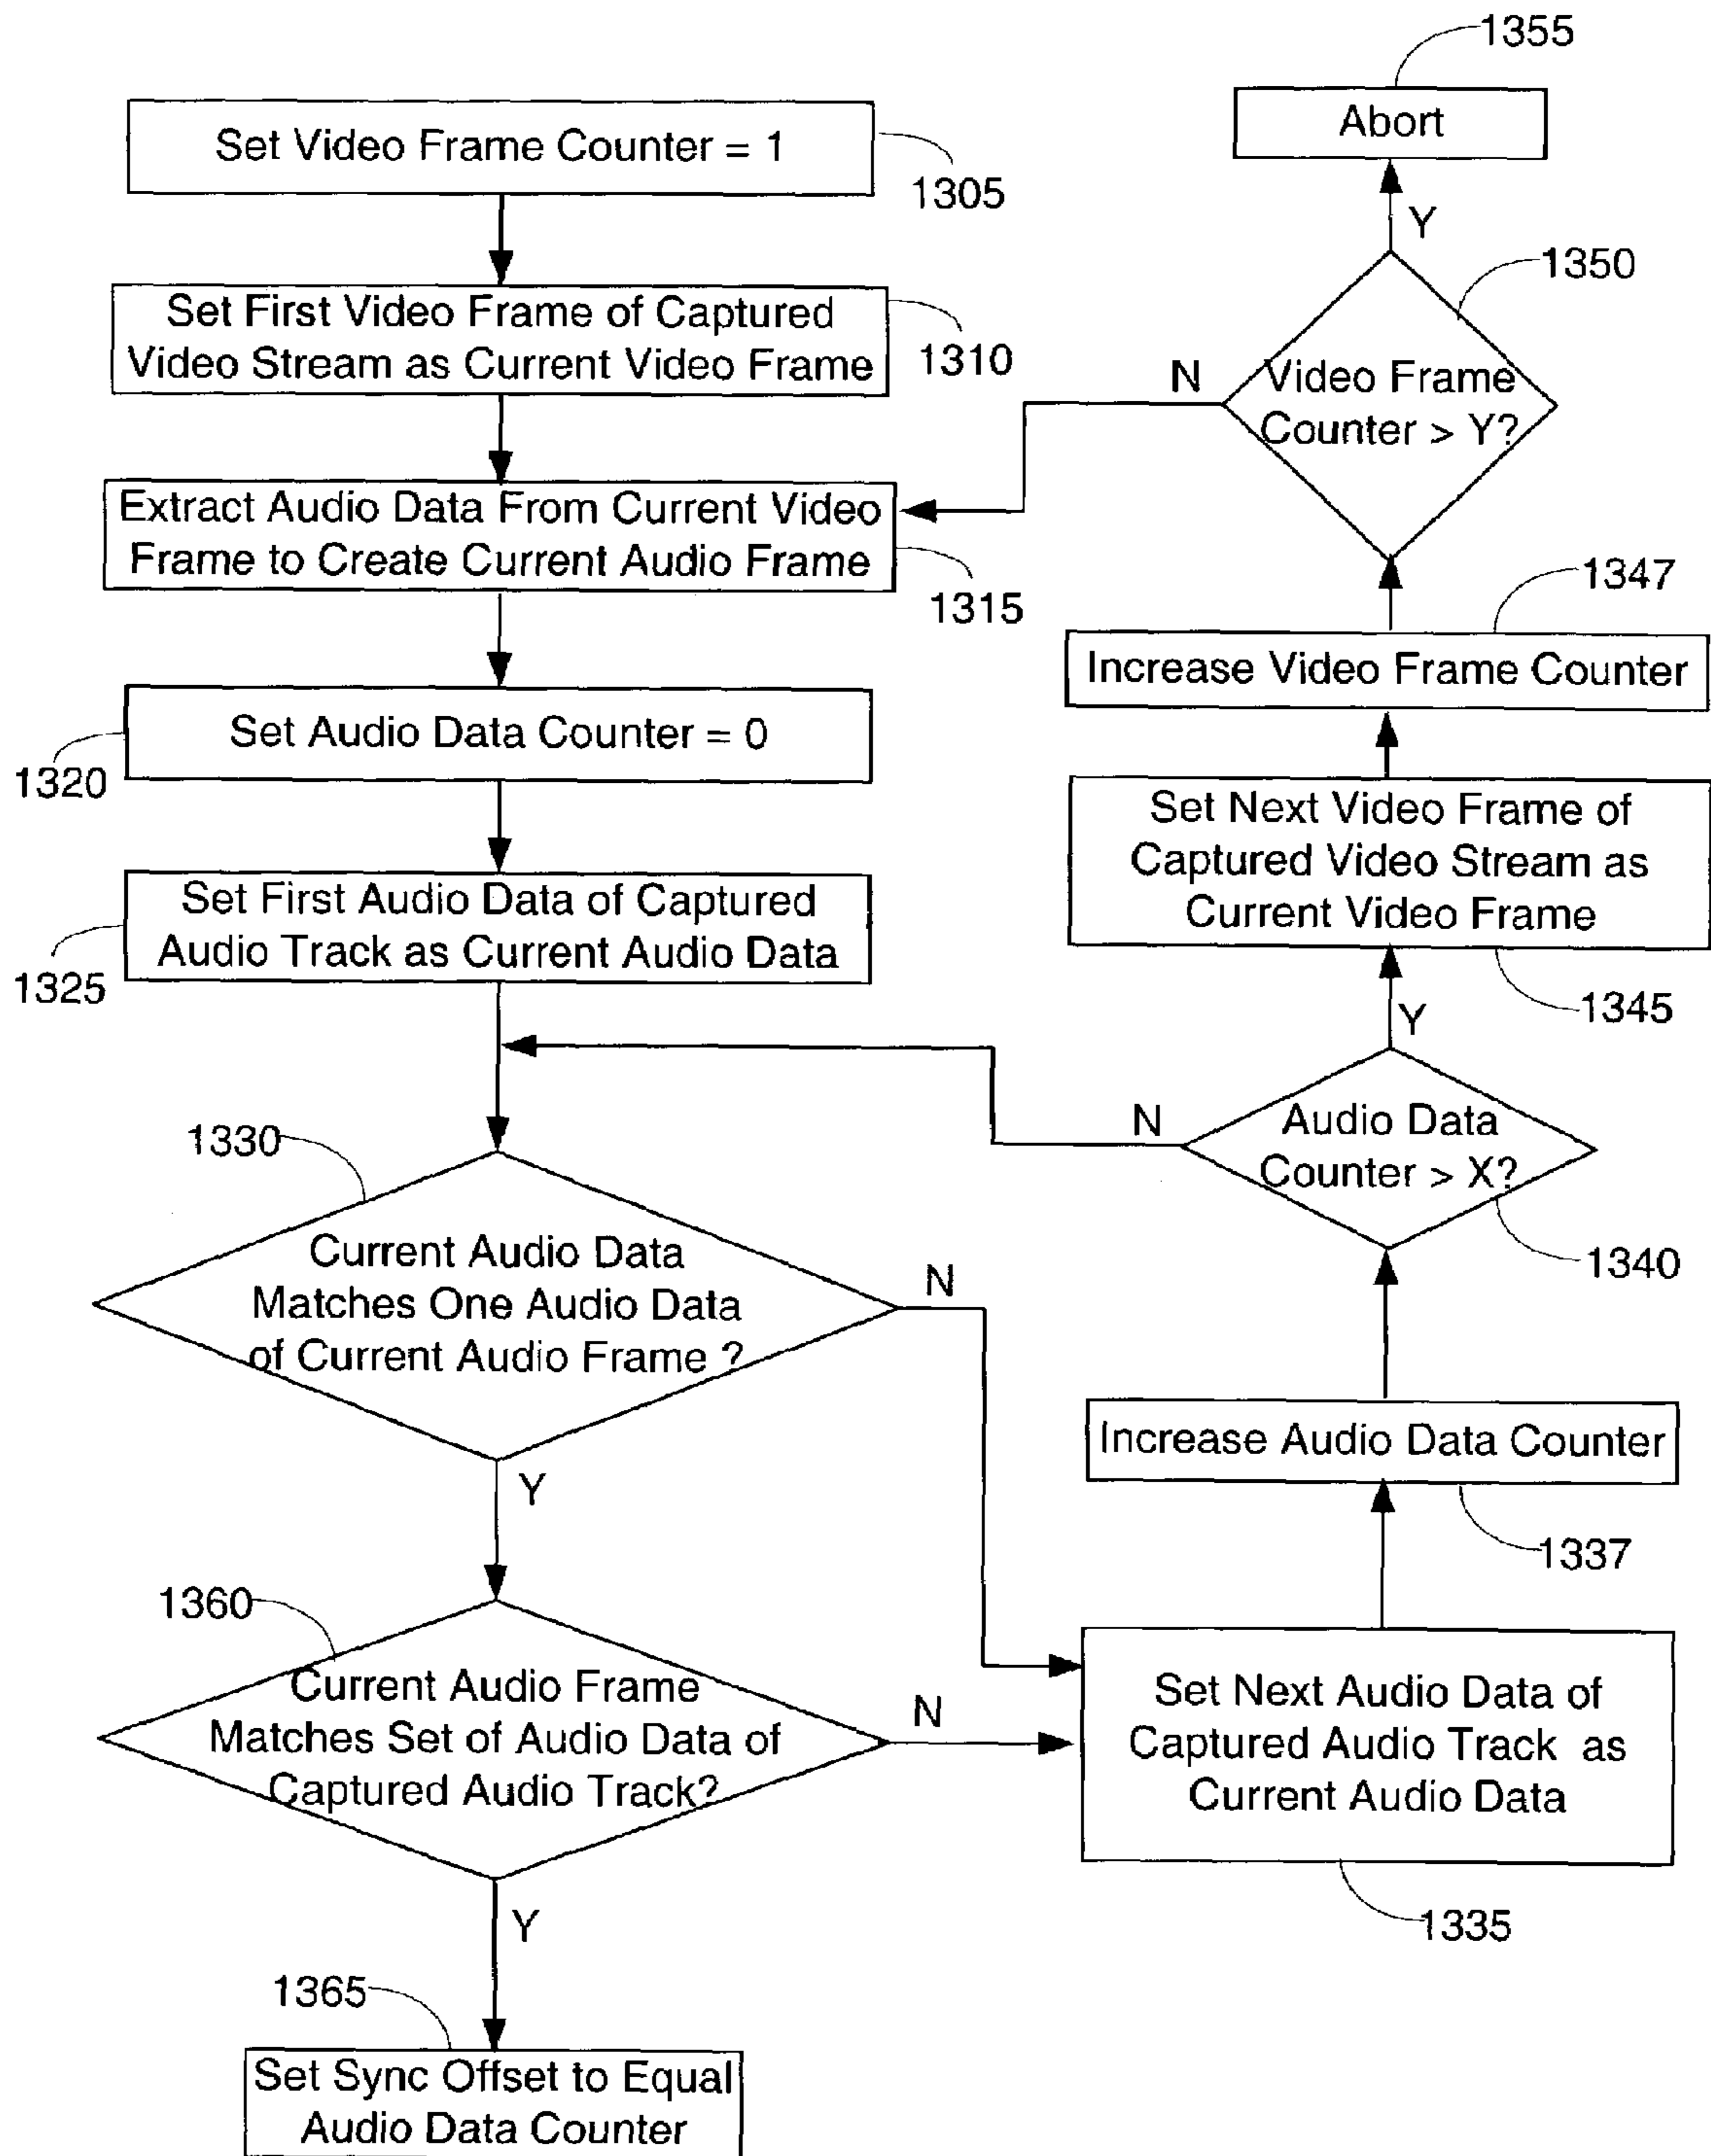 Set Video Frame Counter = 1
1305
Set First Video Frame of Captured
Video Stream as Current Video Frame
1310
Extract Audio Data From Current Video
Frame to Create Current Audio Frame
1315
Set Audio Data Counter = 0
1320
Set First Audio Data of Captured
Audio Track as Current Audio Data
1325
1330
Current Audio Data
Matches One Audio Data
of Current Audio Frame ?
N
Y
1360
Current Audio Frame
Matches Set of Audio Data of
Captured Audio Track?
N
Y
1365
Set Sync Offset to Equal
Audio Data Counter
1355
Abort
Y
1350
Video Frame
Counter > Y?
N
1347
Increase Video Frame Counter
Set Next Video Frame of
Captured Video Stream as
Current Video Frame
1345
Y
Audio Data
Counter > X?
N
1340
Increase Audio Data Counter
1337
Set Next Audio Data of
Captured Audio Track as
Current Audio Data
1335